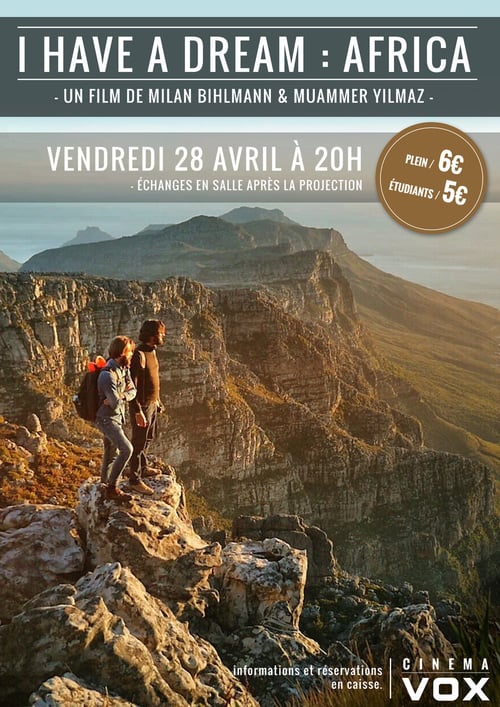 I HAVE A DREAM : AFRICA
- UN FILM DE MILAN BIHLMANN & MUAMMER YILMAZ -
VENDREDI 28 AVRIL À 20H
- ÉCHANGES EN SALLE APRÈS LA PROJECTION
PLEIN / 6€
ÉTUDIANTS / 5€
informations et réservations
en caisse.
CINEMA
VOX